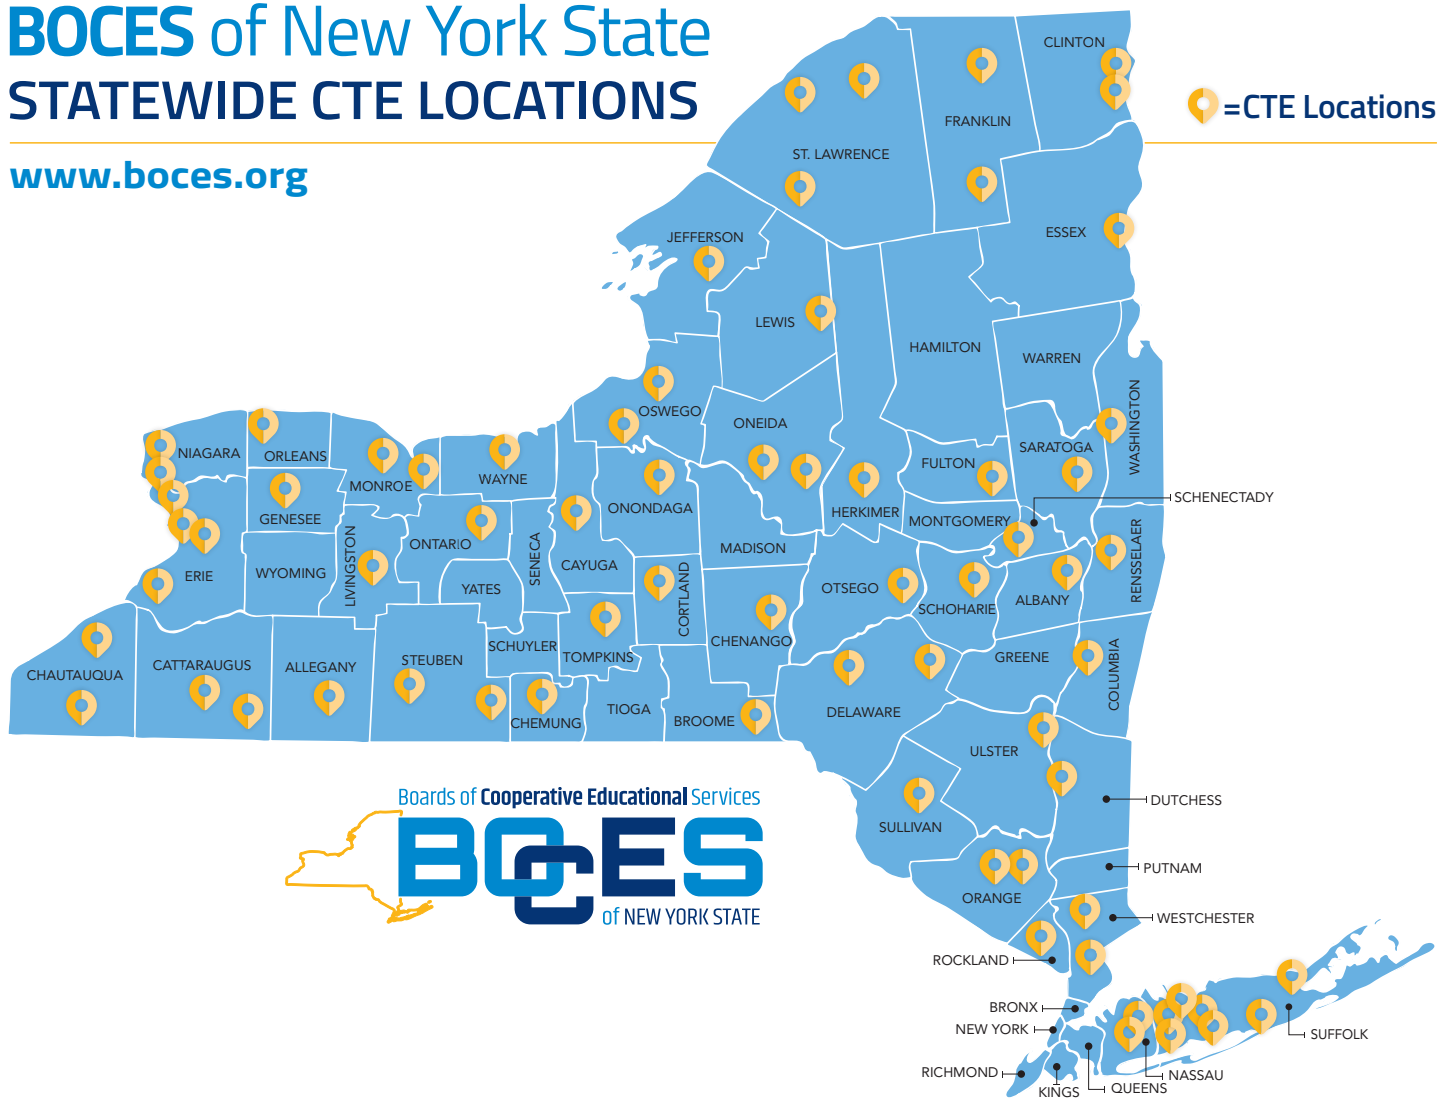 BOCES of New York State
STATEWIDE CTE LOCATIONS
=CTE Locations
www.boces.org
CLINTON
FRANKLIN
ST. LAWRENCE
ESSEX
JEFFERSON
LEWIS
HAMILTON
WARREN
WASHINGTON
OSWEGO
ONEIDA
SARATOGA
NIAGARA
ORLEANS
FULTON
MONROE
WAYNE
SCHENECTADY
ONONDAGA
HERKIMER
GENESEE
MONTGOMERY
RENSSELAER
LIVINGSTON
ONTARIO
SENECA
MADISON
CAYUGA
WYOMING
ERIE
YATES
CORTLAND
OTSEGO
SCHOHARIE
ALBANY
CHENANGO
SCHUYLER
TOMPKINS
GREENE
COLUMBIA
CHAUTAUQUA
CATTARAUGUS
ALLEGANY
STEUBEN
CHEMUNG
TIOGA
BROOME
DELAWARE
ULSTER
DUTCHESS
SULLIVAN
PUTNAM
ORANGE
WESTCHESTER
ROCKLAND
BRONX
NEW YORK
SUFFOLK
RICHMOND
NASSAU
KINGS
QUEENS
Boards of Cooperative Educational Services
BOCES
of NEW YORK STATE